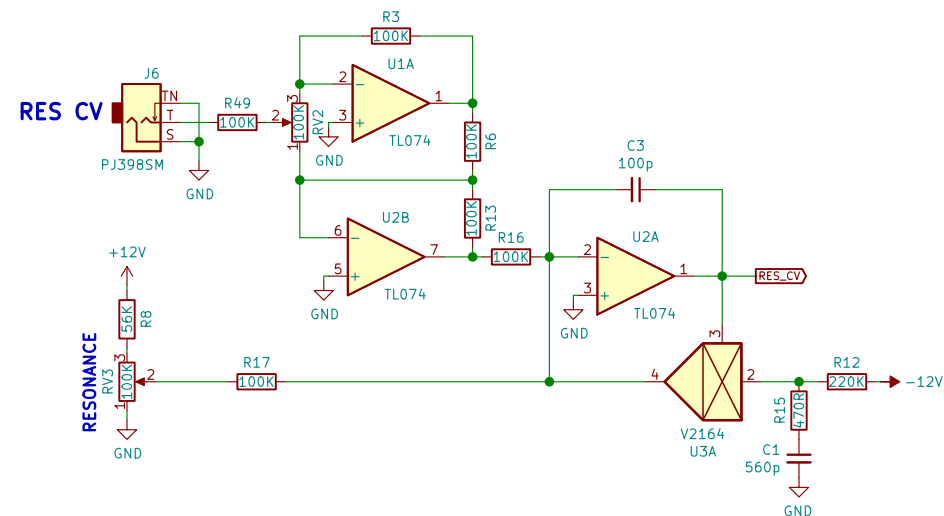 R3
100K
U1A
J6
TN
2
1
R49
3
RES CV
T
100K
2
100K
RV2
3
100K
R6
S
1
GND
TL074
C3
PJ398SM
100p
GND
U2B
100K
R13
R16
U2A
6
7
100K
2
+12V
5
1
RES_CV
TL074
3
GND
TL074
56K
R8
GND
3
RESONANCE
RV3
3
100K
2
1
R17
100K
4
2
R12
220K
-12V
R15
470R
V2164
U3A
GND
C1
560p
GND